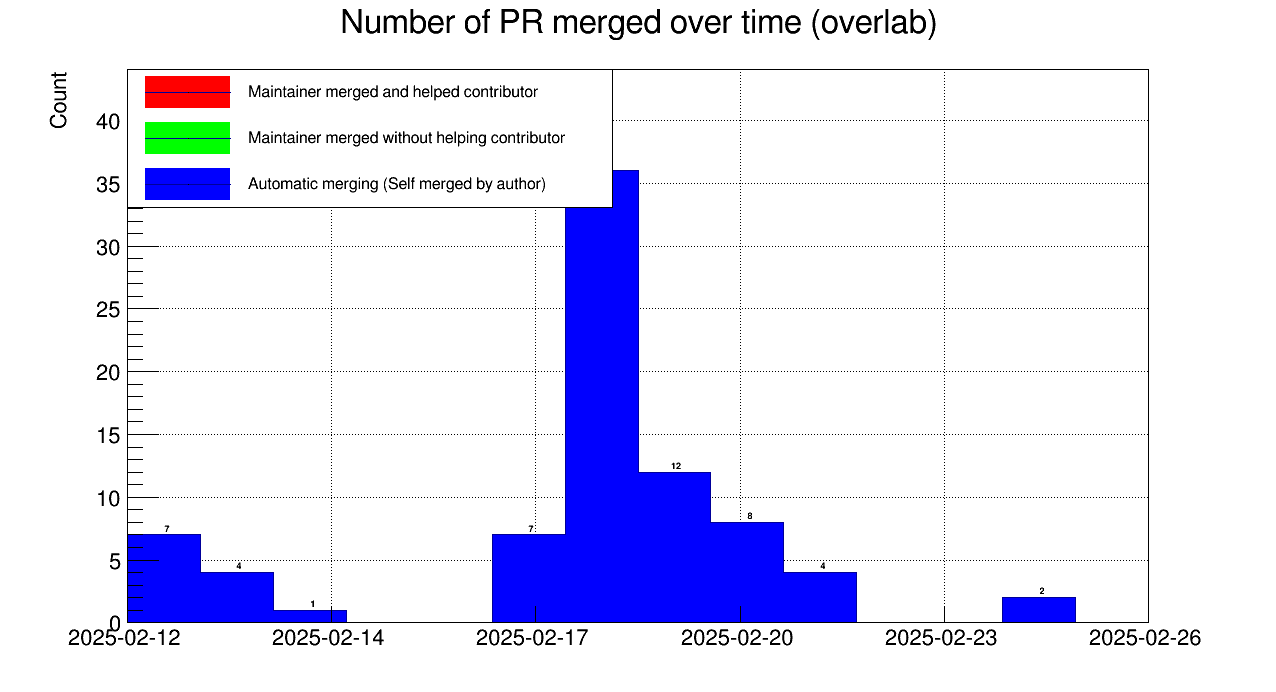 Number of PR merged over time (overlab)
Count
Maintainer merged and helped contributor
Maintainer merged without helping contributor
Automatic merging (Self merged by author)
40
35
30
25
20
15
10
5
0
7
4
1
7
12
8
4
2
2025-02-12 2025-02-14 2025-02-17 2025-02-20 2025-02-23 2025-02-26